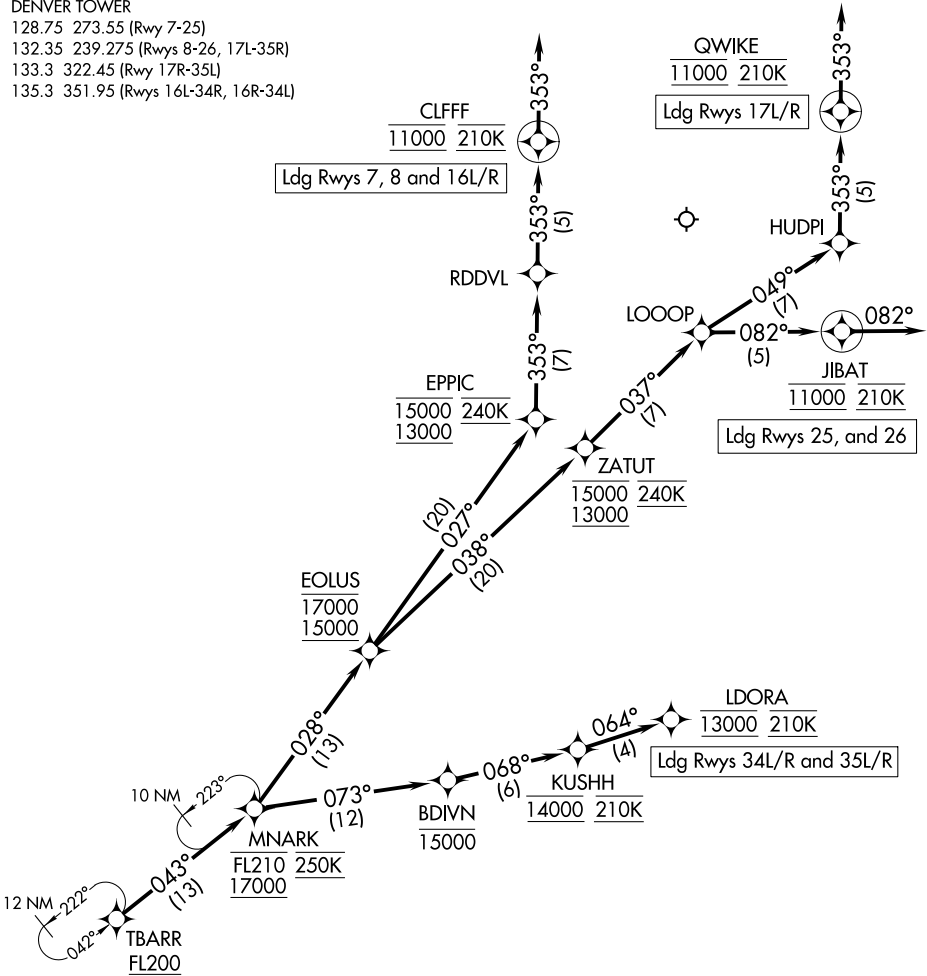 DENVER TOWER
128.75 273.55 (Rwy 7-25)
132.35 239.275 (Rwys 8-26, 17L-35R)
133.3 322.45 (Rwy 17R-35L)
135.3 351.95 (Rwys 16L-34R, 16R-34L)
353°
QWIKE
11000 210K
Ldg Rwys 17L/R
353°
CLFFF
11000 210K
Ldg Rwys 7, 8 and 16L/R
353°
(5)
353°
(5)
HUDPI
RDDVL
049°
(7)
LOOOP
082°
(5)
082°
JIBAT
11000 210K
Ldg Rwys 25, and 26
353°
(7)
EPPIC
15000 240K
13000
037°
(7)
ZATUT
15000 240K
13000
(20)
027°
038°
(20)
EOLUS
17000
15000
028°
(13)
LDORA
13000 210K
Ldg Rwys 34L/R and 35L/R
064°
(4)
068°
(6)
KUSHH
14000 210K
073°
(12)
BDIVN
15000
10 NM
223°
MNARK
FL210 250K
17000
043°
(13)
12 NM
222°
042°
TBARR
FL200